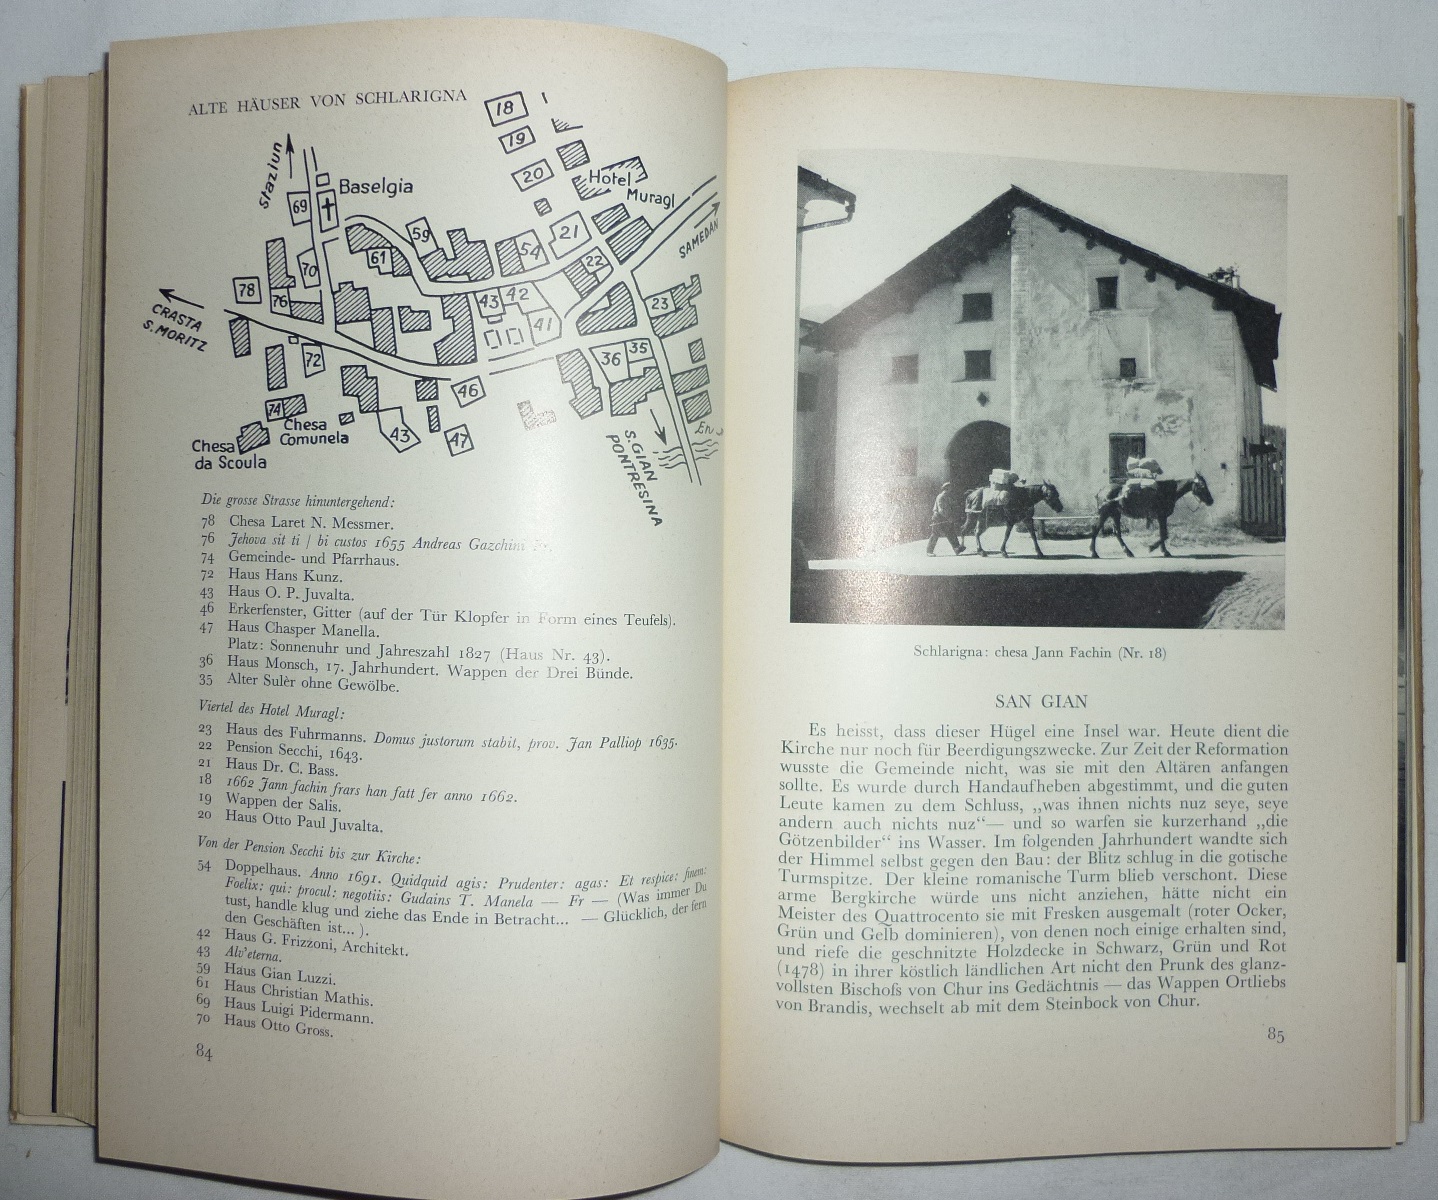 ALTE HÄUSER VON SCHLARIGNA
18
19
20
Hotel
Muragl
Staziun
Baselgia
69
SAMEDAN
59
21
61
54
22
70
78
76
43
42
23
CRASTA
S. MORITZ
41
35
36
72
46
74
Chesa
Comunela
43
47
Chesa
da Scoula
S. GIAN
PONTRESINA
En
Die grosse Strasse hinuntergehend:
78 Chesa Laret N. Messmer.
76 Jehova sit ti / bi custos 1655 Andreas Gazchin
74 Gemeinde- und Pfarrhaus.
72 Haus Hans Kunz.
43 Haus O. P. Juvalta.
46 Erkerfenster, Gitter (auf der Tür Klopfer in Form eines Teufels).
47 Haus Chasper Manella.
Platz: Sonnenuhr und Jahreszahl 1827 (Haus Nr. 43).
36 Haus Monsch, 17. Jahrhundert. Wappen der Drei Bünde.
35 Alter Sulèr ohne Gewölbe.
Viertel des Hotel Muragl:
23 Haus des Fuhrmanns. Domus justorum stabit, prov. Jan Palliop 1635.
22 Pension Secchi, 1643.
21 Haus Dr. C. Bass.
18 1662 Jann fachin frars han fatt fer anno 1662.
19 Wappen der Salis.
20 Haus Otto Paul Juvalta.
Von der Pension Secchi bis zur Kirche:
54 Doppelhaus. Anno 1691. Quidquid agis: Prudenter: agas: Et respice: finem:
Foelix: qui: procul: negotiis: Gudains T. Manela — Fr — (Was immer Du
tust, handle klug und ziehe das Ende in Betracht... — Glücklich, der fern
den Geschäften ist... ).
42 Haus G. Frizzoni, Architekt.
43 Alv'eterna.
59 Haus Gian Luzzi.
61 Haus Christian Mathis.
69 Haus Luigi Pidermann.
70 Haus Otto Gross.
84
Schlarigna: chesa Jann Fachin (Nr. 18)
SAN GIAN
Es heisst, dass dieser Hügel eine Insel war. Heute dient die
Kirche nur noch für Beerdigungszwecke. Zur Zeit der Reformation
wusste die Gemeinde nicht, was sie mit den Altären anfangen
sollte. Es wurde durch Handaufheben abgestimmt, und die guten
Leute kamen zu dem Schluss, „was ihnen nichts nuz seye, seye
andern auch nichts nuz“— und so warfen sie kurzerhand „die
Götzenbilder“ ins Wasser. Im folgenden Jahrhundert wandte sich
der Himmel selbst gegen den Bau: der Blitz schlug in die gotische
Turmspitze. Der kleine romanische Turm blieb verschont. Diese
arme Bergkirche würde uns nicht anziehen, hätte nicht ein
Meister des Quattrocento sie mit Fresken ausgemalt (roter Ocker,
Grün und Gelb dominieren), von denen noch einige erhalten sind,
und riefe die geschnitzte Holzdecke in Schwarz, Grün und Rot
(1478) in ihrer köstlich ländlichen Art nicht den Prunk des glanz-
vollsten Bischofs von Chur ins Gedächtnis — das Wappen Ortliebs
von Brandis, wechselt ab mit dem Steinbock von Chur.
85